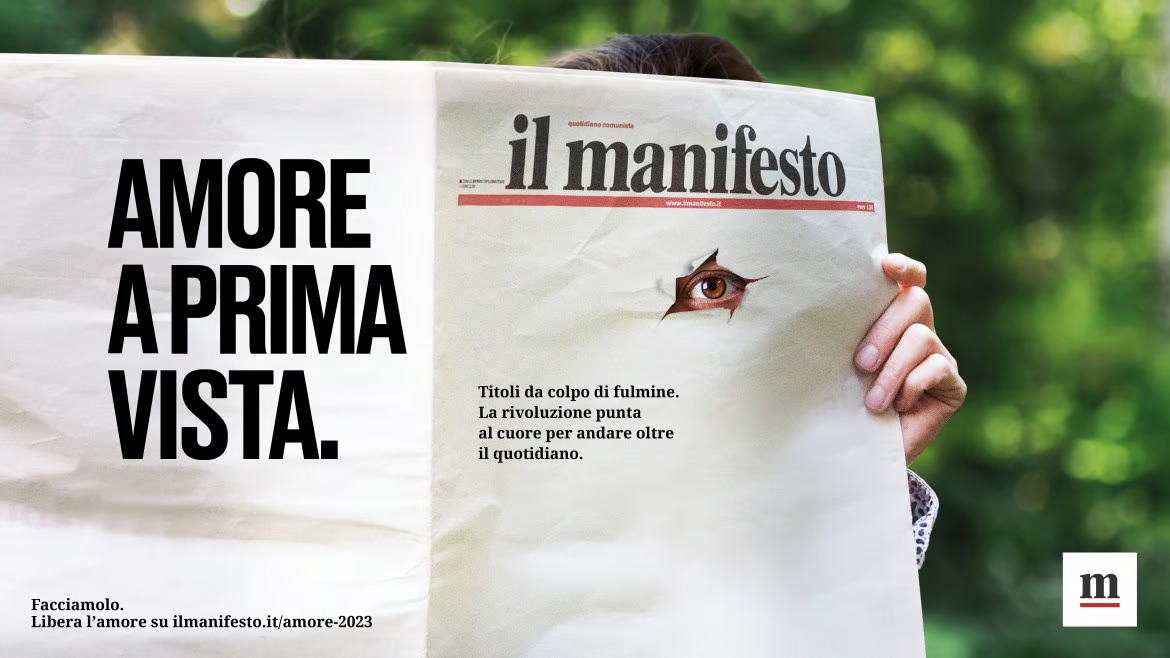 AMORE
A PRIMA
VISTA.
quotidiano comunista
il manifesto
www.ilmanifesto.it
Titoli da colpo di fulmine.
La rivoluzione punta
al cuore per andare oltre
il quotidiano.
Facciamolo.
Libera l’amore su ilmanifesto.it/amore-2023
m